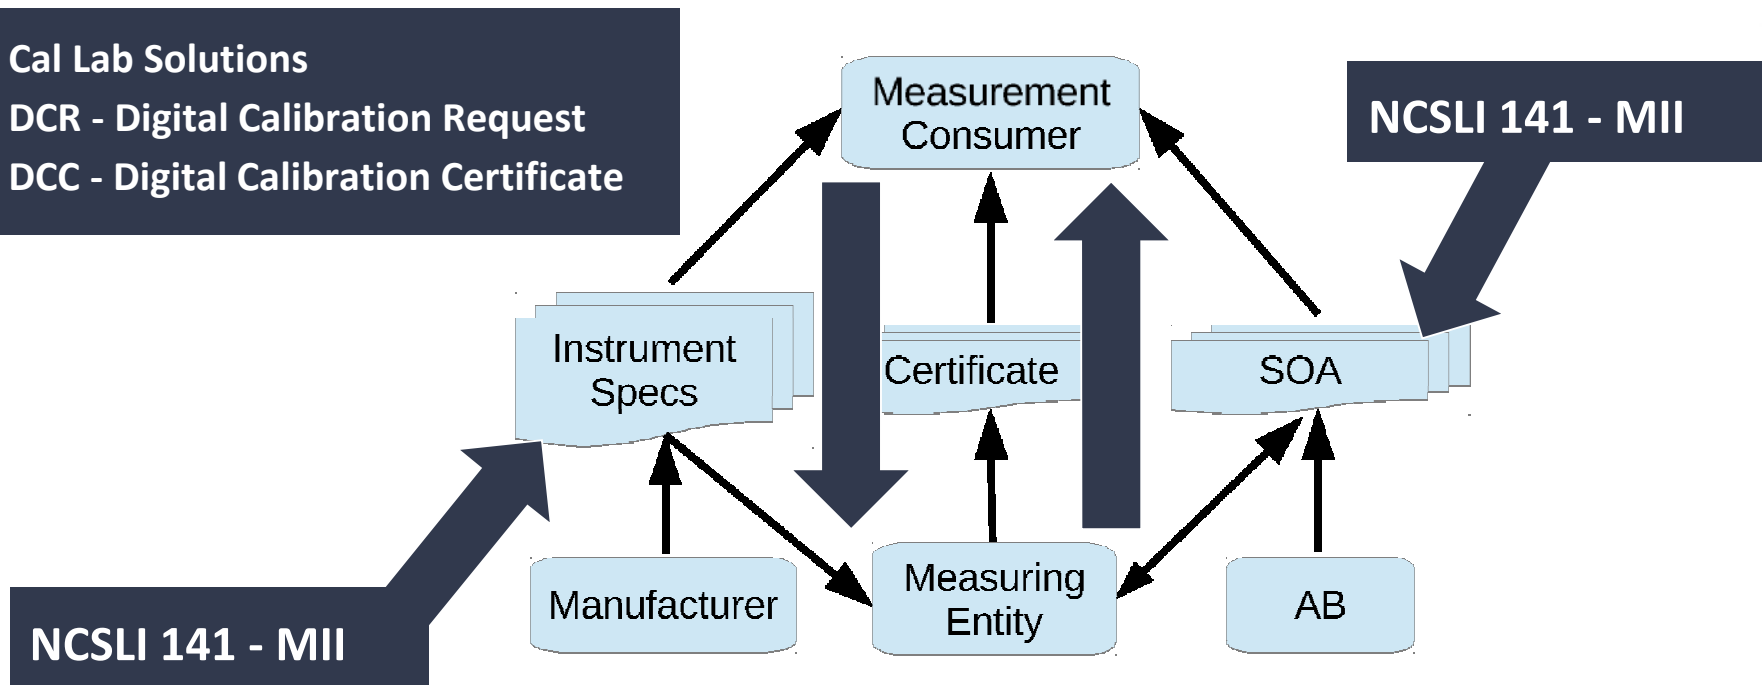 Cal Lab Solutions
DCR - Digital Calibration Request
DCC - Digital Calibration Certificate
Measurement
Consumer
NCSLI 141 - MII
Instrument
Specs
Certificate
SOA
Manufacturer
Measuring
Entity
AB
NCSLI 141 - MII